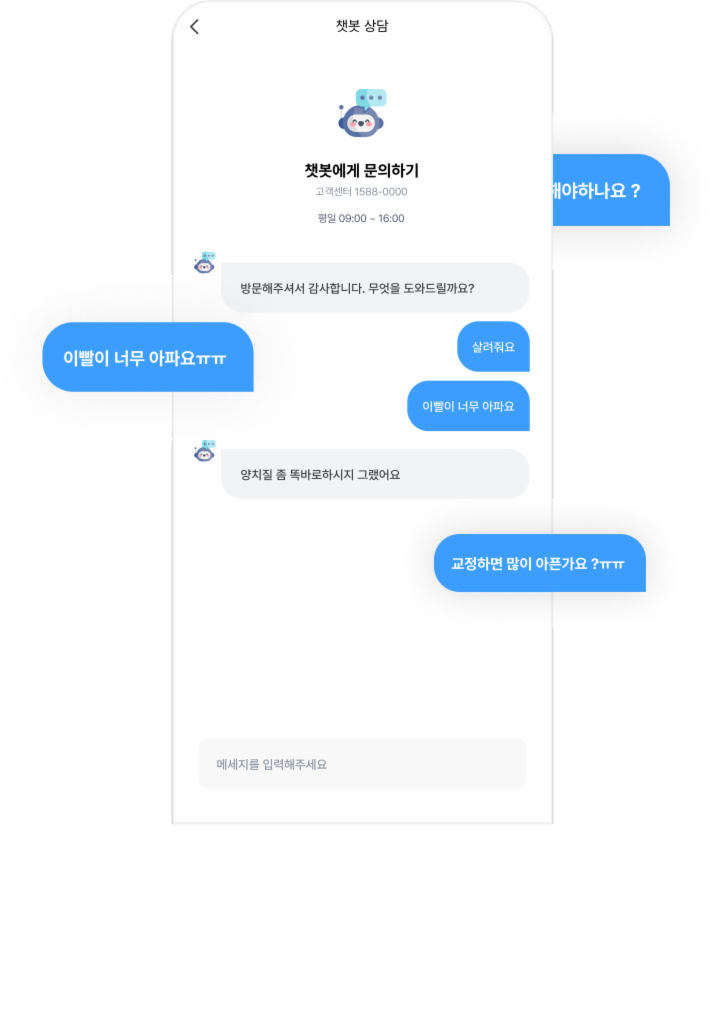 챗봇 상담
챗봇에게 문의하기
고객센터 1588-0000
평일 09:00 ~ 16:00
해야하나요 ?
방문해주셔서 감사합니다. 무엇을 도와드릴까요?
살려줘요
이빨이 너무 아파요ㅠㅠ
이빨이 너무 아파요
양치질 좀 똑바로하시지 그랬어요
교정하면 많이 아픈가요 ?ㅠㅠ
메세지를 입력해주세요